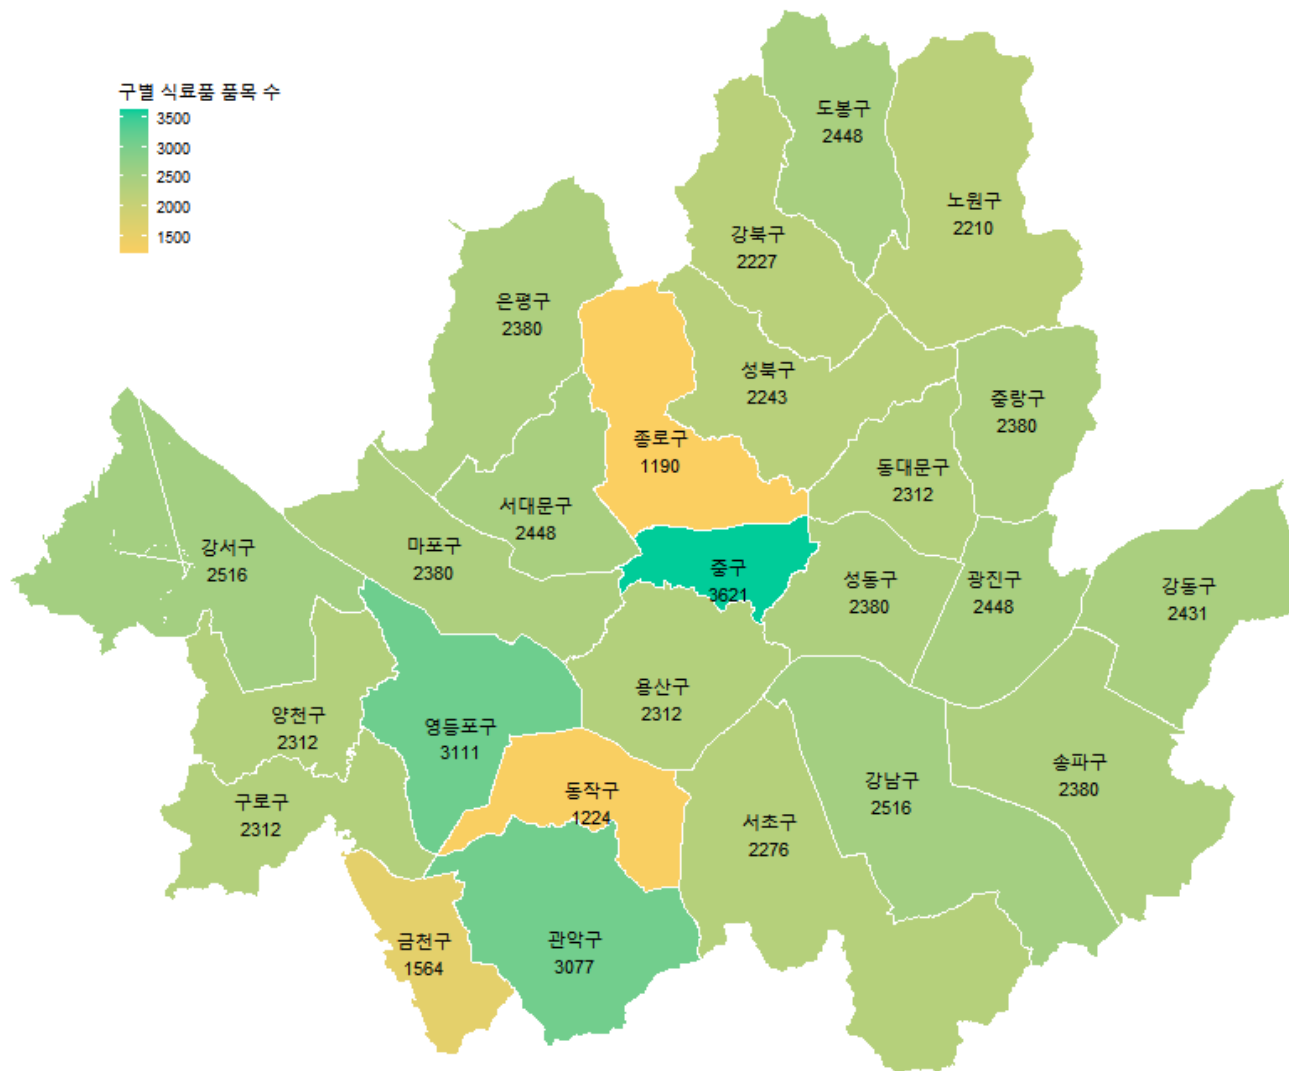 구별 식료품 품목 수
3500
3000
2500
2000
1500
도봉구
2448
노원구
2210
강북구
2227
은평구
2380
성북구
2243
중랑구
2380
종로구
1190
동대문구
2312
서대문구
2448
강서구
2516
마포구
2380
중구
3621
성동구
2380
광진구
2448
강동구
2431
용산구
2312
양천구
2312
영등포구
3111
송파구
2380
강남구
2516
구로구
2312
동작구
1224
서초구
2276
금천구
1564
관악구
3077